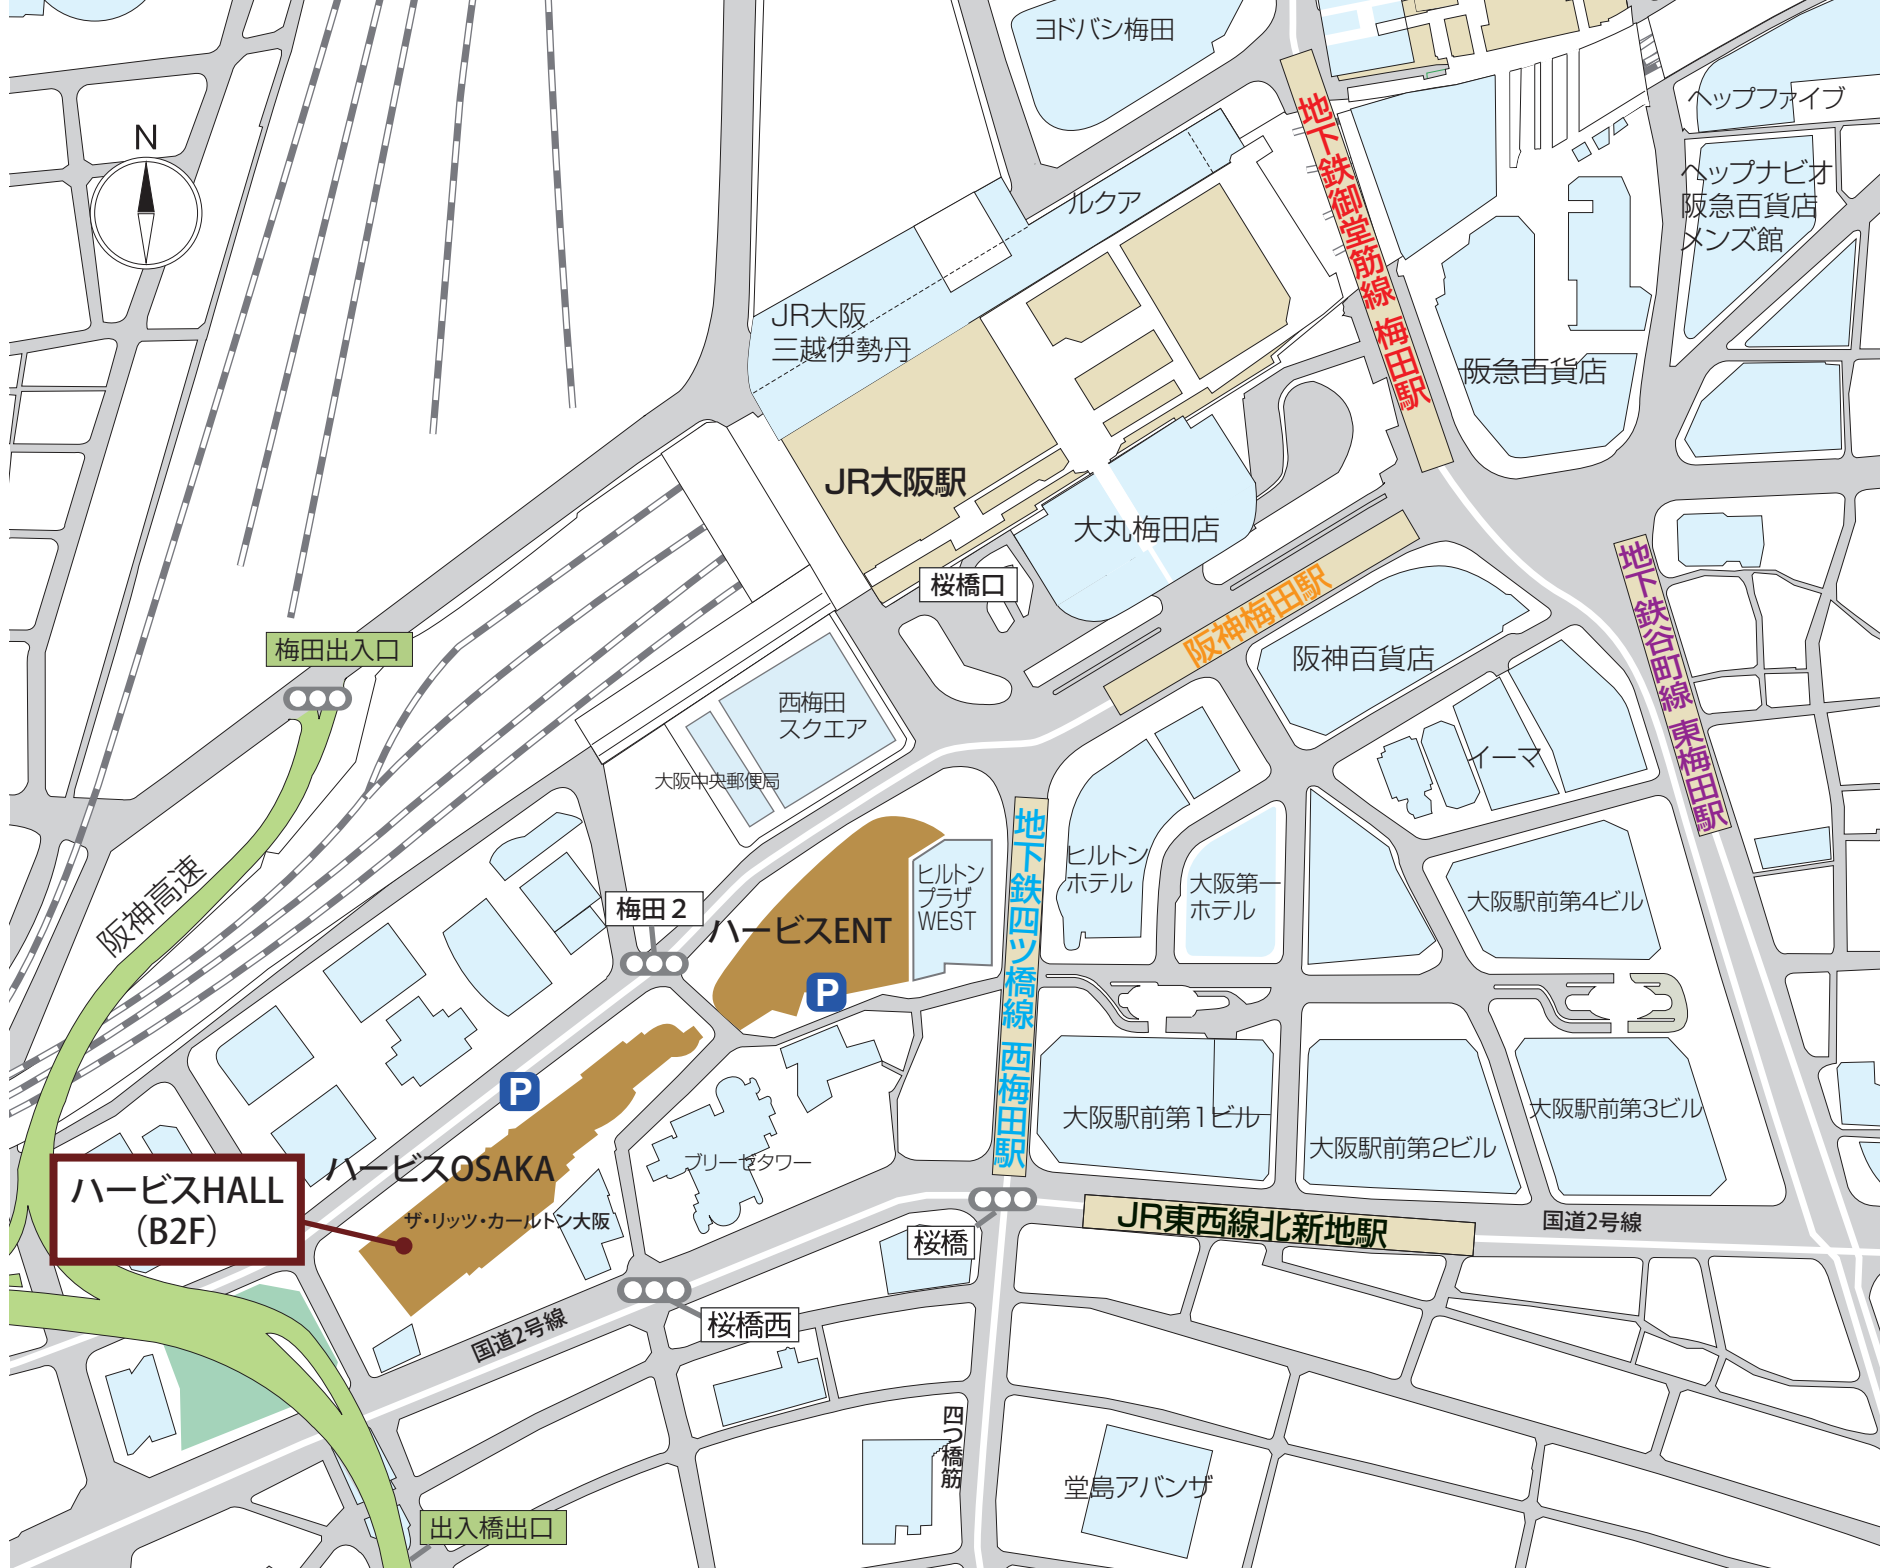 ヨドバシ梅田
ヘップファイブ
N
地下鉄御堂筋線 梅田駅
ヘップナビオ
阪急百貨店
メンズ館
ルクア
JR大阪
三越伊勢丹
阪急百貨店
JR大阪駅
大丸梅田店
桜橋口
阪神梅田駅
地下鉄谷町線 東梅田駅
梅田出入口
阪神百貨店
西梅田
スクエア
大阪中央郵便局
イーマ
地下鉄四ツ橋線 西梅田駅
ヒルトン
ホテル
ヒルトン
プラザ
WEST
大阪第一
ホテル
大阪駅前第4ビル
阪神高速
梅田2
ハービスENT
P
P
大阪駅前第1ビル
大阪駅前第2ビル
大阪駅前第3ビル
ブリーゼタワー
ハービスOSAKA
ハービスHALL
(B2F)
ザ・リッツ・カールトン大阪
JR東西線北新地駅
国道2号線
桜橋
桜橋西
国道2号線
四つ橋筋
堂島アバンザ
出入橋出口